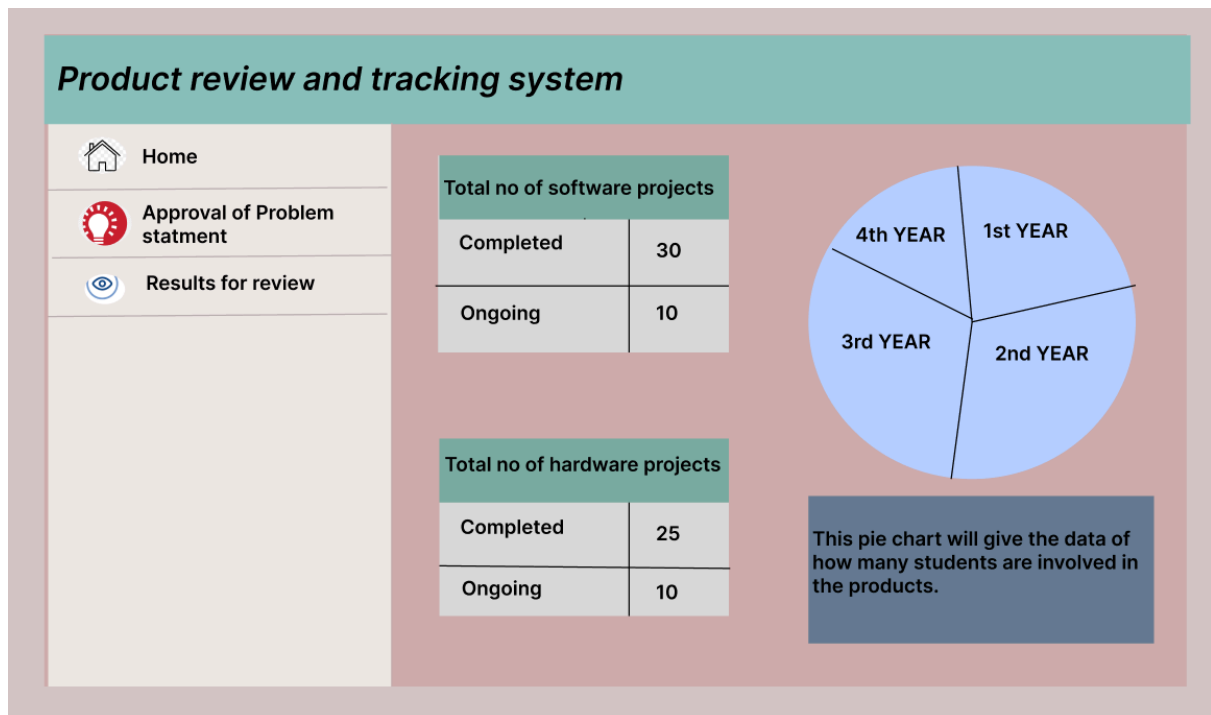 Product review and tracking system
Home
Approval of Problem
statment
Results for review
Total no of software projects
Completed 30
Ongoing 10
Total no of hardware projects
Completed 25
Ongoing 10
4th YEAR
1st YEAR
3rd YEAR
2nd YEAR
This pie chart will give the data of
how many students are involved in
the products.